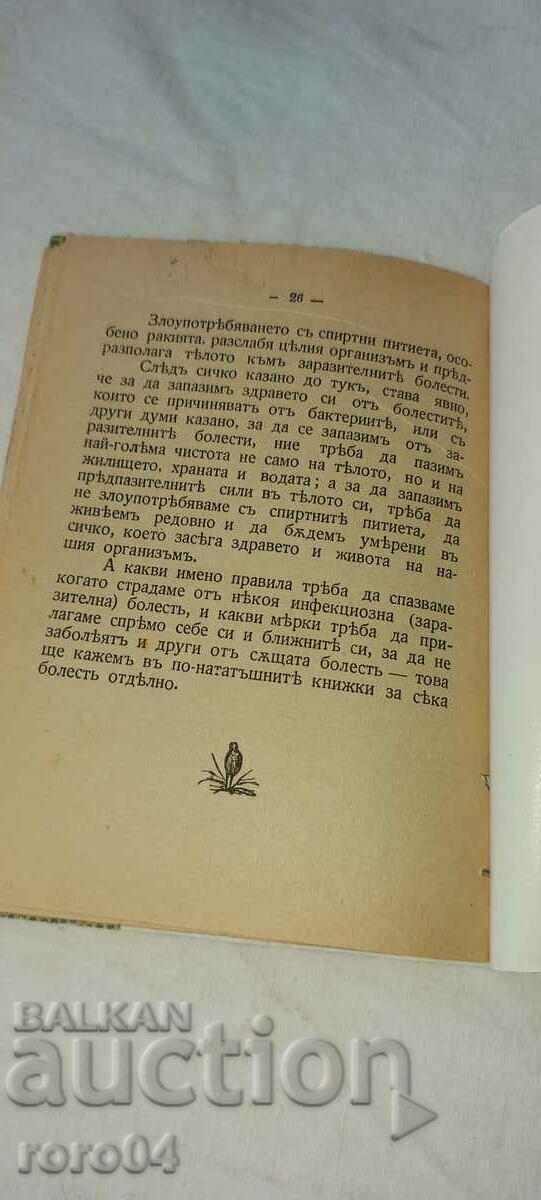 — 26 —
Злоупотрѣбяването съ спиртни питиета, осо-
бено ракията, разслабя цѣлия организъмъ и прѣд-
разполага тѣлото къмъ заразителнитѣ болести.
Слѣдъ сичко казано до тукъ, става явно,
че за да запазимъ здравето си отъ болеститѣ,
които се причиняватъ отъ бактериитѣ, или съ
други думи казано, за да се запазимъ отъ за-
разителнитѣ болести, ние трѣба да пазимъ
най-голѣма чистота не само на тѣлото, но и на
жилището, храната и водата; а за да запазимъ
прѣдпазителнитѣ сили въ тѣлото си, трѣба да
не злоупотрѣбяваме съ спиртнитѣ питиета, да
живѣемъ редовно и да бѫдемъ умѣрени въ
сичко, което засѣга здравето и живота на на-
шия организъмъ.
А какви именно правила трѣба да спазваме
когато страдаме отъ нѣкоя инфекциозна (зара-
зителна) болесть, и какви мѣрки трѣба да при-
лагаме спрѣмо себе си и ближнитѣ си, за да не
заболѣятъ и други отъ сѫщата болесть — това
ще кажемъ въ по-нататъшнитѣ книжки за сѣка
болесть отдѣлно.
BALKAN
auction
roro04